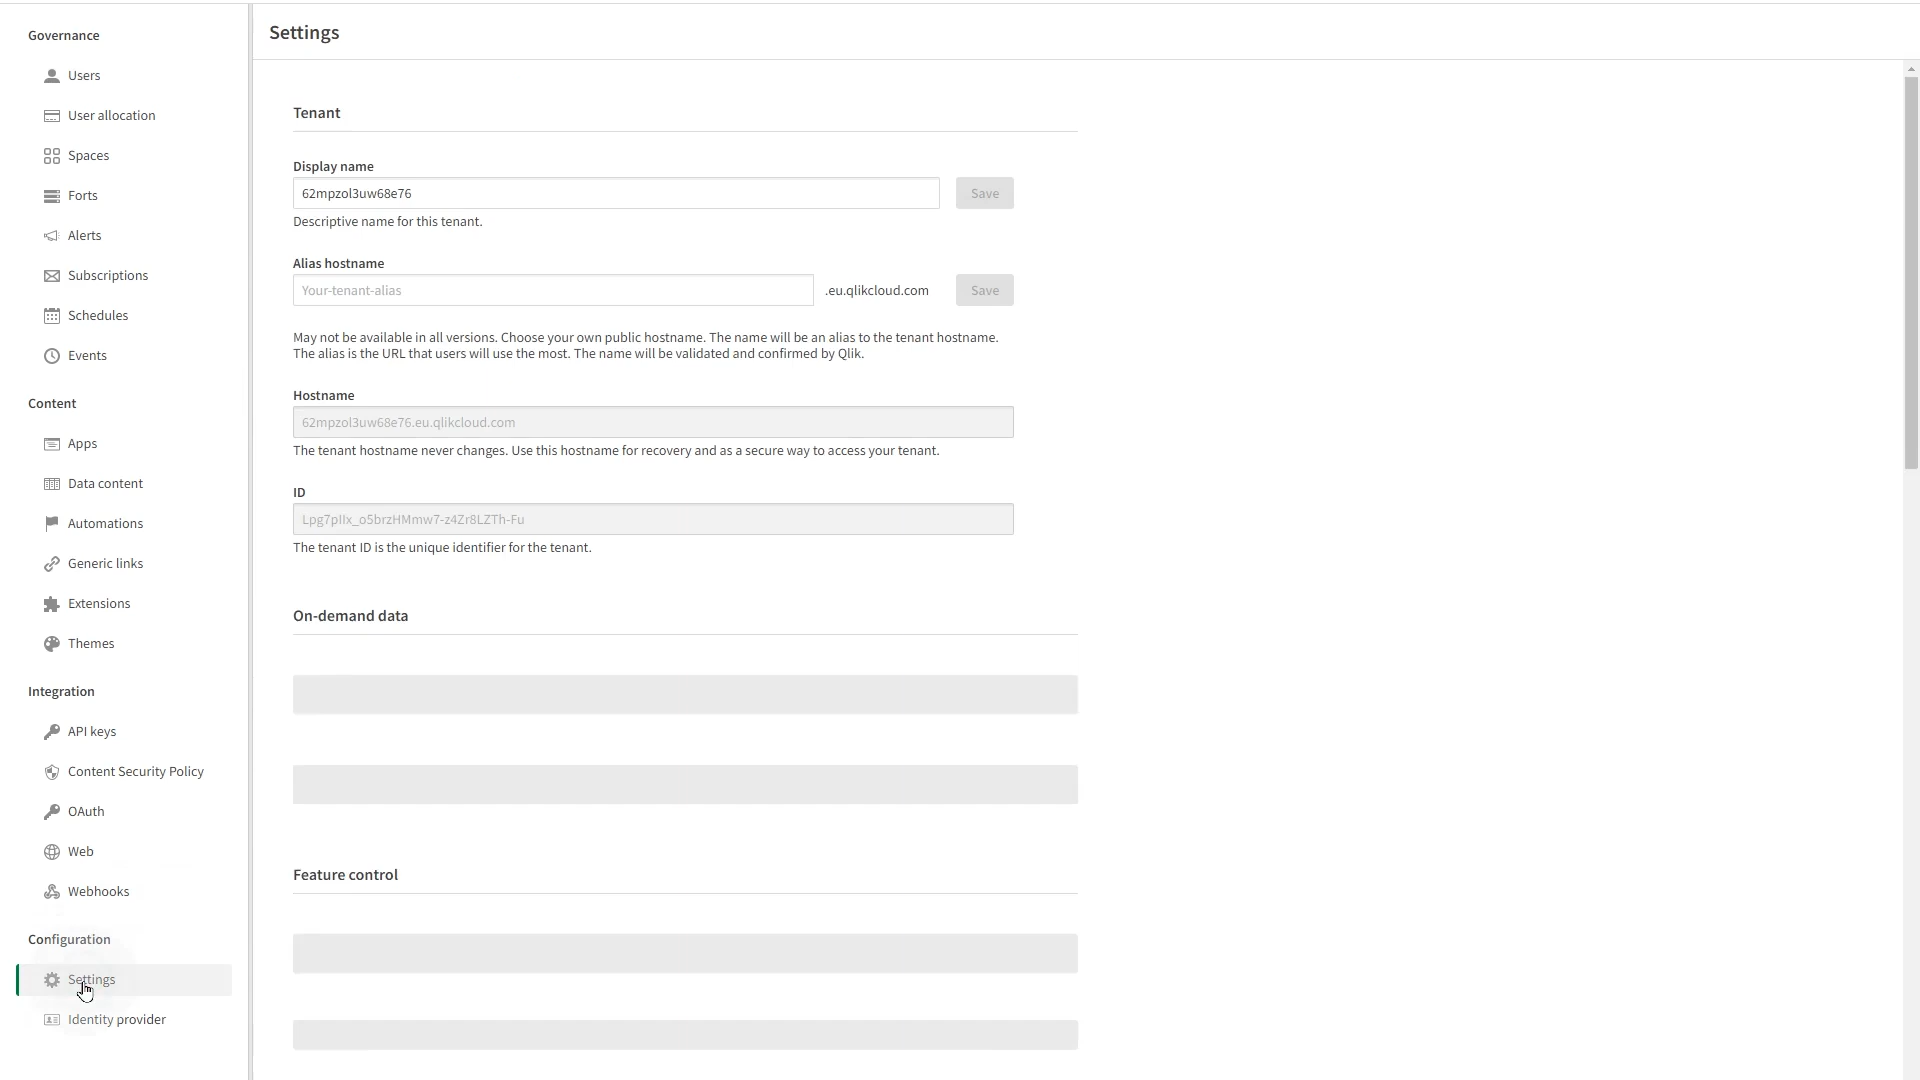 Governance
Users
User allocation
Spaces
Forts
Alerts
Subscriptions
Schedules
Events
Content
Apps
Data content
Automations
Generic links
Extensions
Themes
Integration
API keys
Content Security Policy
OAuth
Web
Webhooks
Configuration
Settings
Identity provider
Settings
Tenant
Display name
62mpzol3uw68e76
Save
Descriptive name for this tenant.
Alias hostname
Your-tenant-alias
.eu.qlikcloud.com
Save
May not be available in all versions. Choose your own public hostname. The name will be an alias to the tenant hostname.
The alias is the URL that users will use the most. The name will be validated and confirmed by Qlik.
Hostname
62mpzol3uw68e76.eu.qlikcloud.com
The tenant hostname never changes. Use this hostname for recovery and as a secure way to access your tenant.
ID
The tenant ID is the unique identifier for the tenant.
On-demand data
Feature control